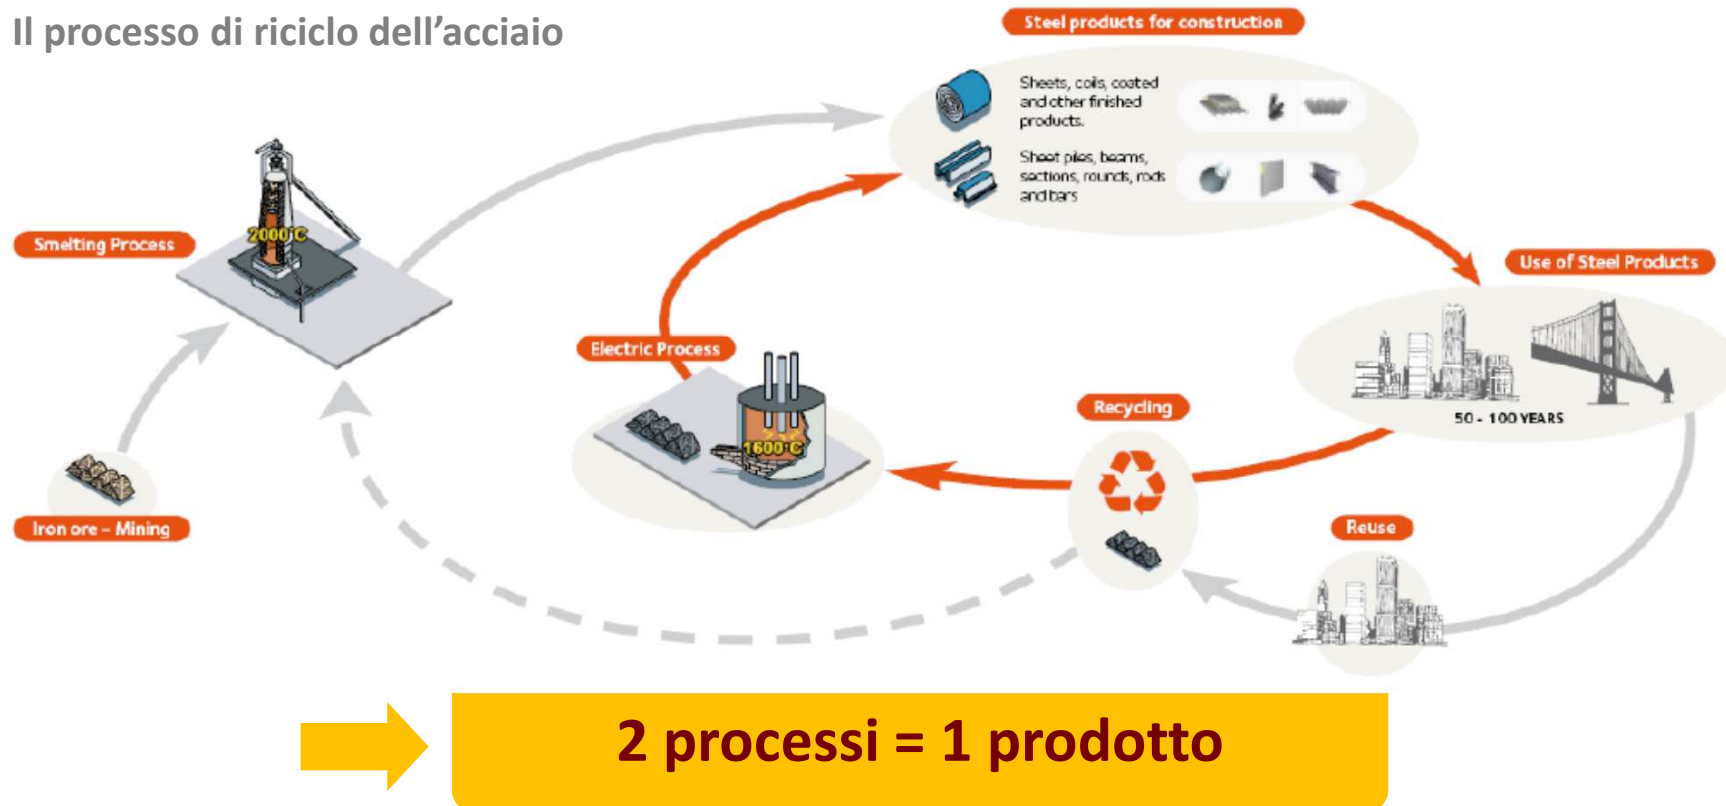 Il processo di riciclo dell’acciaio
Steel products for construction
Sheets, coils, coated
and other finished
products.
Sheet piles, beams,
sections, rounds, rods
and bars
2000°C
Smelting Process
Use of Steel Products
Electric Process
50 - 100 YEARS
Recycling
1600°C
Iron ore – Mining
Reuse
2 processi = 1 prodotto